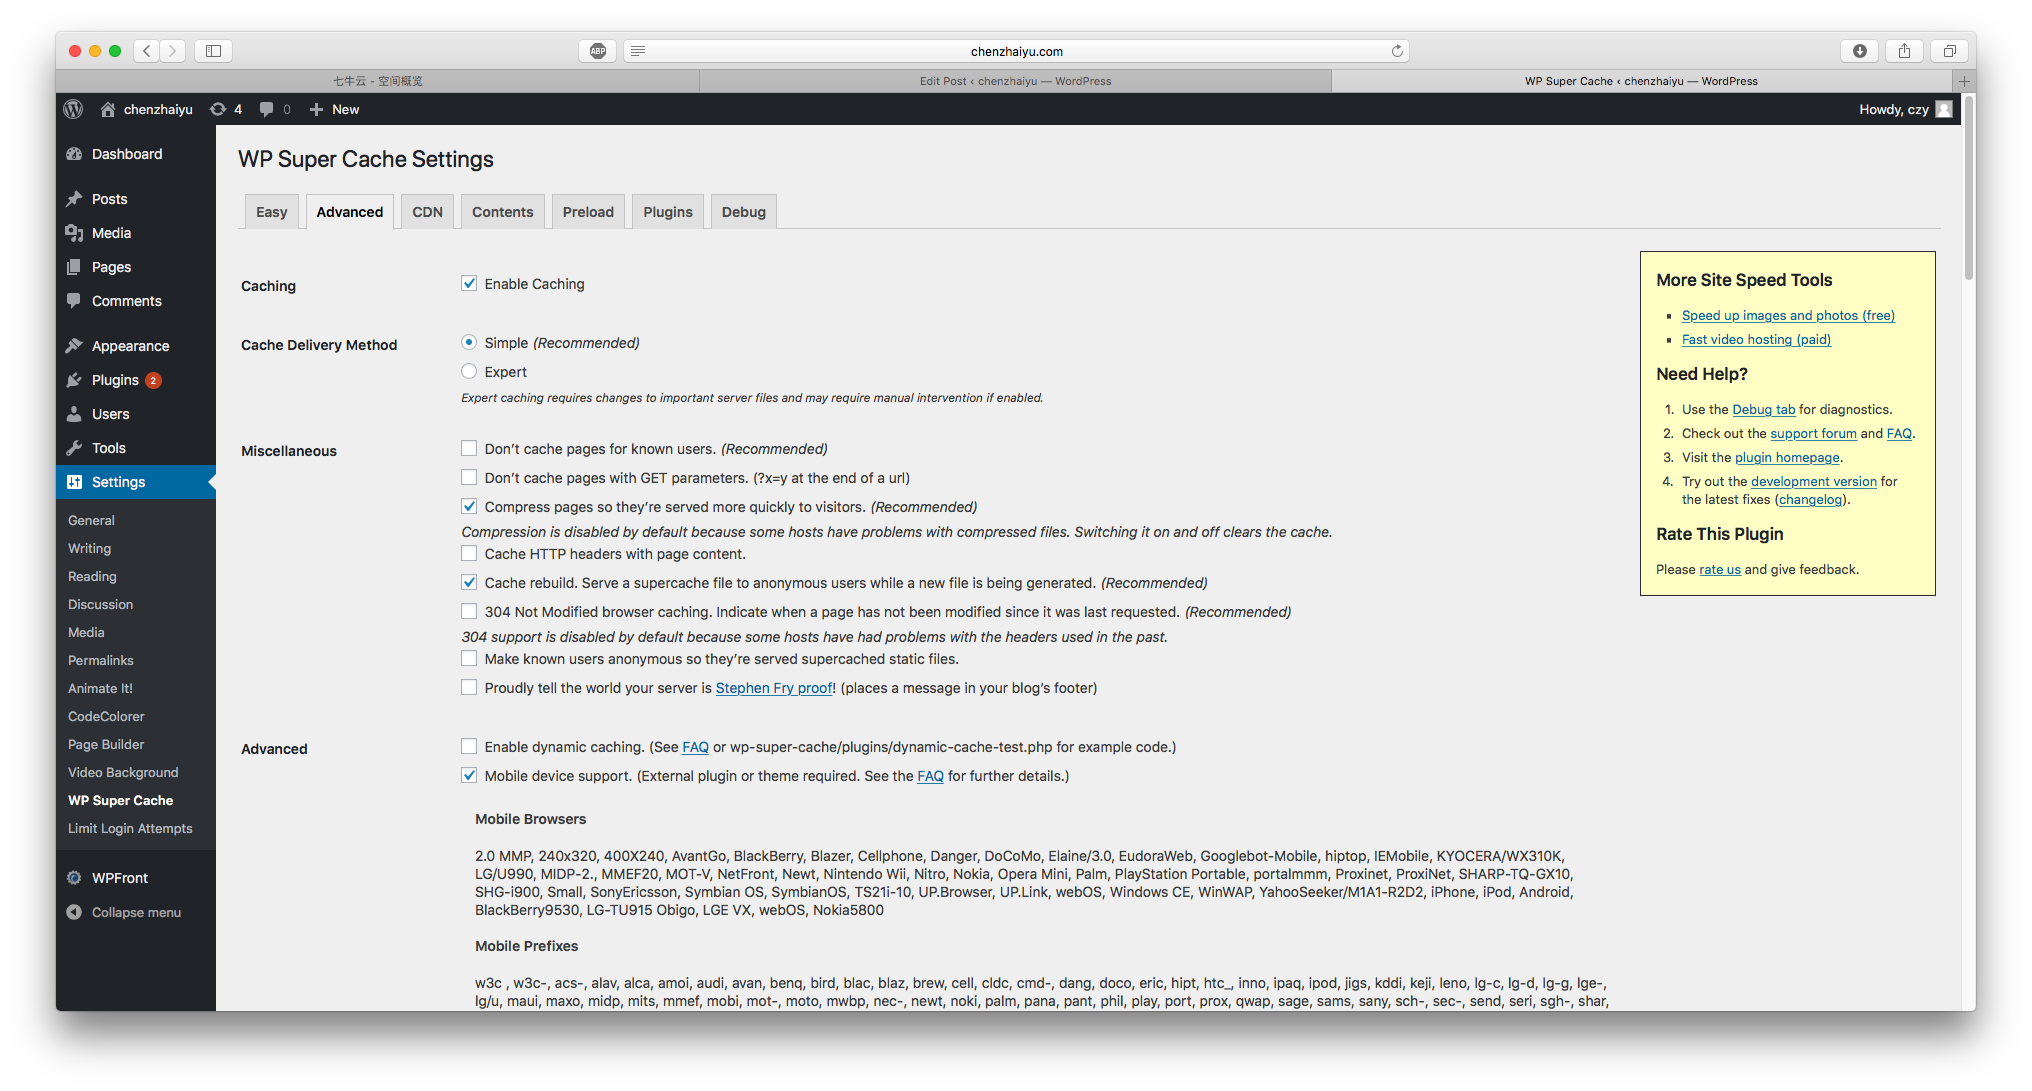 ABP
chenzhaiyu.com
七牛云 - 空间概览
Edit Post ‹ chenzhaiyu — WordPress
WP Super Cache ‹ chenzhaiyu — WordPress
chenzhaiyu
4
0
New
Howdy, czy
Dashboard
Posts
Media
Pages
Comments
Appearance
Plugins 2
Users
Tools
Settings
General
Writing
Reading
Discussion
Media
Permalinks
Animate It!
CodeColorer
Page Builder
Video Background
WP Super Cache
Limit Login Attempts
WPFront
Collapse menu
WP Super Cache Settings
Easy
Advanced
CDN
Contents
Preload
Plugins
Debug
Caching
Enable Caching
Cache Delivery Method
Simple (Recommended)
Expert
Expert caching requires changes to important server files and may require manual intervention if enabled.
Miscellaneous
Don't cache pages for known users. (Recommended)
Don't cache pages with GET parameters. (?x=y at the end of a url)
Compress pages so they're served more quickly to visitors. (Recommended)
Compression is disabled by default because some hosts have problems with compressed files. Switching it on and off clears the cache.
Cache HTTP headers with page content.
Cache rebuild. Serve a supercache file to anonymous users while a new file is being generated. (Recommended)
304 Not Modified browser caching. Indicate when a page has not been modified since it was last requested. (Recommended)
304 support is disabled by default because some hosts have had problems with the headers used in the past.
Make known users anonymous so they're served supercached static files.
Proudly tell the world your server is Stephen Fry proof! (places a message in your blog's footer)
Advanced
Enable dynamic caching. (See FAQ or wp-super-cache/plugins/dynamic-cache-test.php for example code.)
Mobile device support. (External plugin or theme required. See the FAQ for further details.)
Mobile Browsers
2.0 MMP, 240x320, 400X240, AvantGo, BlackBerry, Blazer, Cellphone, Danger, DoCoMo, Elaine/3.0, EudoraWeb, Googlebot-Mobile, hiptop, IEMobile, KYOCERA/WX310K,
LG/U990, MIDP-2., MMEF20, MOT-V, NetFront, Newt, Nintendo Wii, Nitro, Nokia, Opera Mini, Palm, PlayStation Portable, portalmmm, Proxinet, ProxiNet, SHARP-TQ-GX10,
SHG-i900, Small, SonyEricsson, Symbian OS, SymbianOS, TS21i-10, UP.Browser, UP.Link, webOS, Windows CE, WinWAP, YahooSeeker/M1A1-R2D2, iPhone, iPod, Android,
BlackBerry9530, LG-TU915 Obigo, LGE VX, webOS, Nokia5800
Mobile Prefixes
w3c , w3c-, acs-, alav, alca, amoi, audi, avan, benq, bird, blac, blaz, brew, cell, cldc, cmd-, dang, doco, eric, hipt, htc_, inno, ipaq, ipod, jigs, kddi, keji, leno, lg-c, lg-d, lg-g, lge-,
lg/u, maui, maxo, midp, mits, mmef, mobi, mot-, moto, mwbp, nec-, newt, noki, palm, pana, pant, phil, play, port, prox, qwap, sage, sams, sany, sch-, sec-, send, seri, sgh-, shar,
More Site Speed Tools
Speed up images and photos (free)
Fast video hosting (paid)
Need Help?
1. Use the Debug tab for diagnostics.
2. Check out the support forum and FAQ.
3. Visit the plugin homepage.
4. Try out the development version for
the latest fixes (changelog).
Rate This Plugin
Please rate us and give feedback.